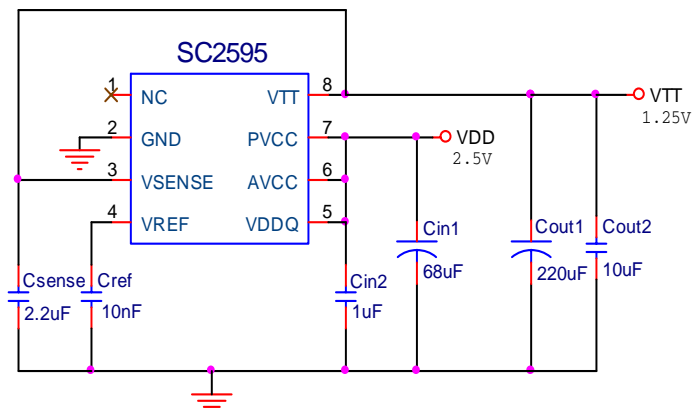 SC2595
1
NC
VTT
8
VTT
1.25V
2
GND
PVCC
7
VDD
2.5V
3
VSENSE
AVCC
6
4
VREF
VDDQ
5
Cin1
68uF
Cout1
220uF
Cout2
10uF
Csense
2.2uF
Cref
10nF
Cin2
1uF